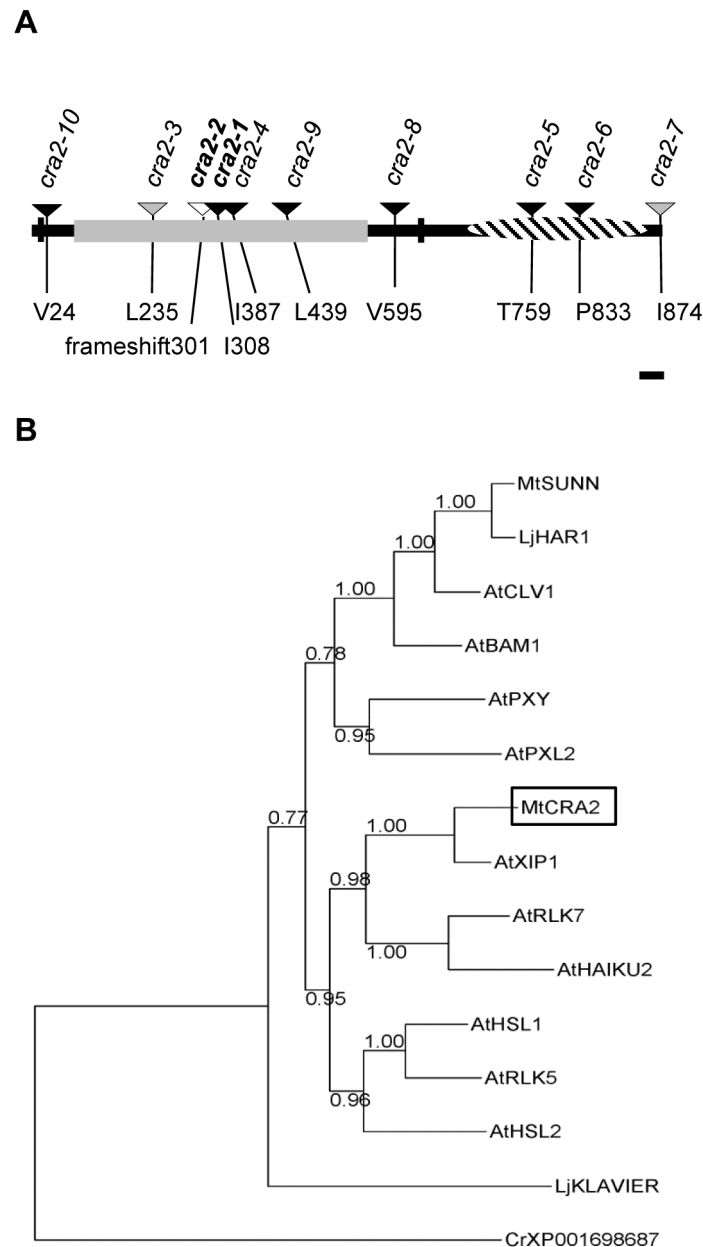 A
cra2-10 cra2-3 cra2-2 cra2-1 cra2-4 cra2-9 cra2-8 cra2-5 cra2-6 cra2-7
V24 L235 I387 L439 V595 T759 P833 I874
frameshift301 I308
B
MtSUNN
1.00
LjHAR1
1.00
1.00
AtCLV1
AtBAM1
0.78
AtPXY
0.95
AtPXL2
MtCRA2
0.77
1.00
AtXIP1
0.98
AtRLK7
1.00
AtHAIKU2
0.95
AtHSL1
1.00
AtRLK5
0.96
AtHSL2
LjKLAVIER
CrXP001698687